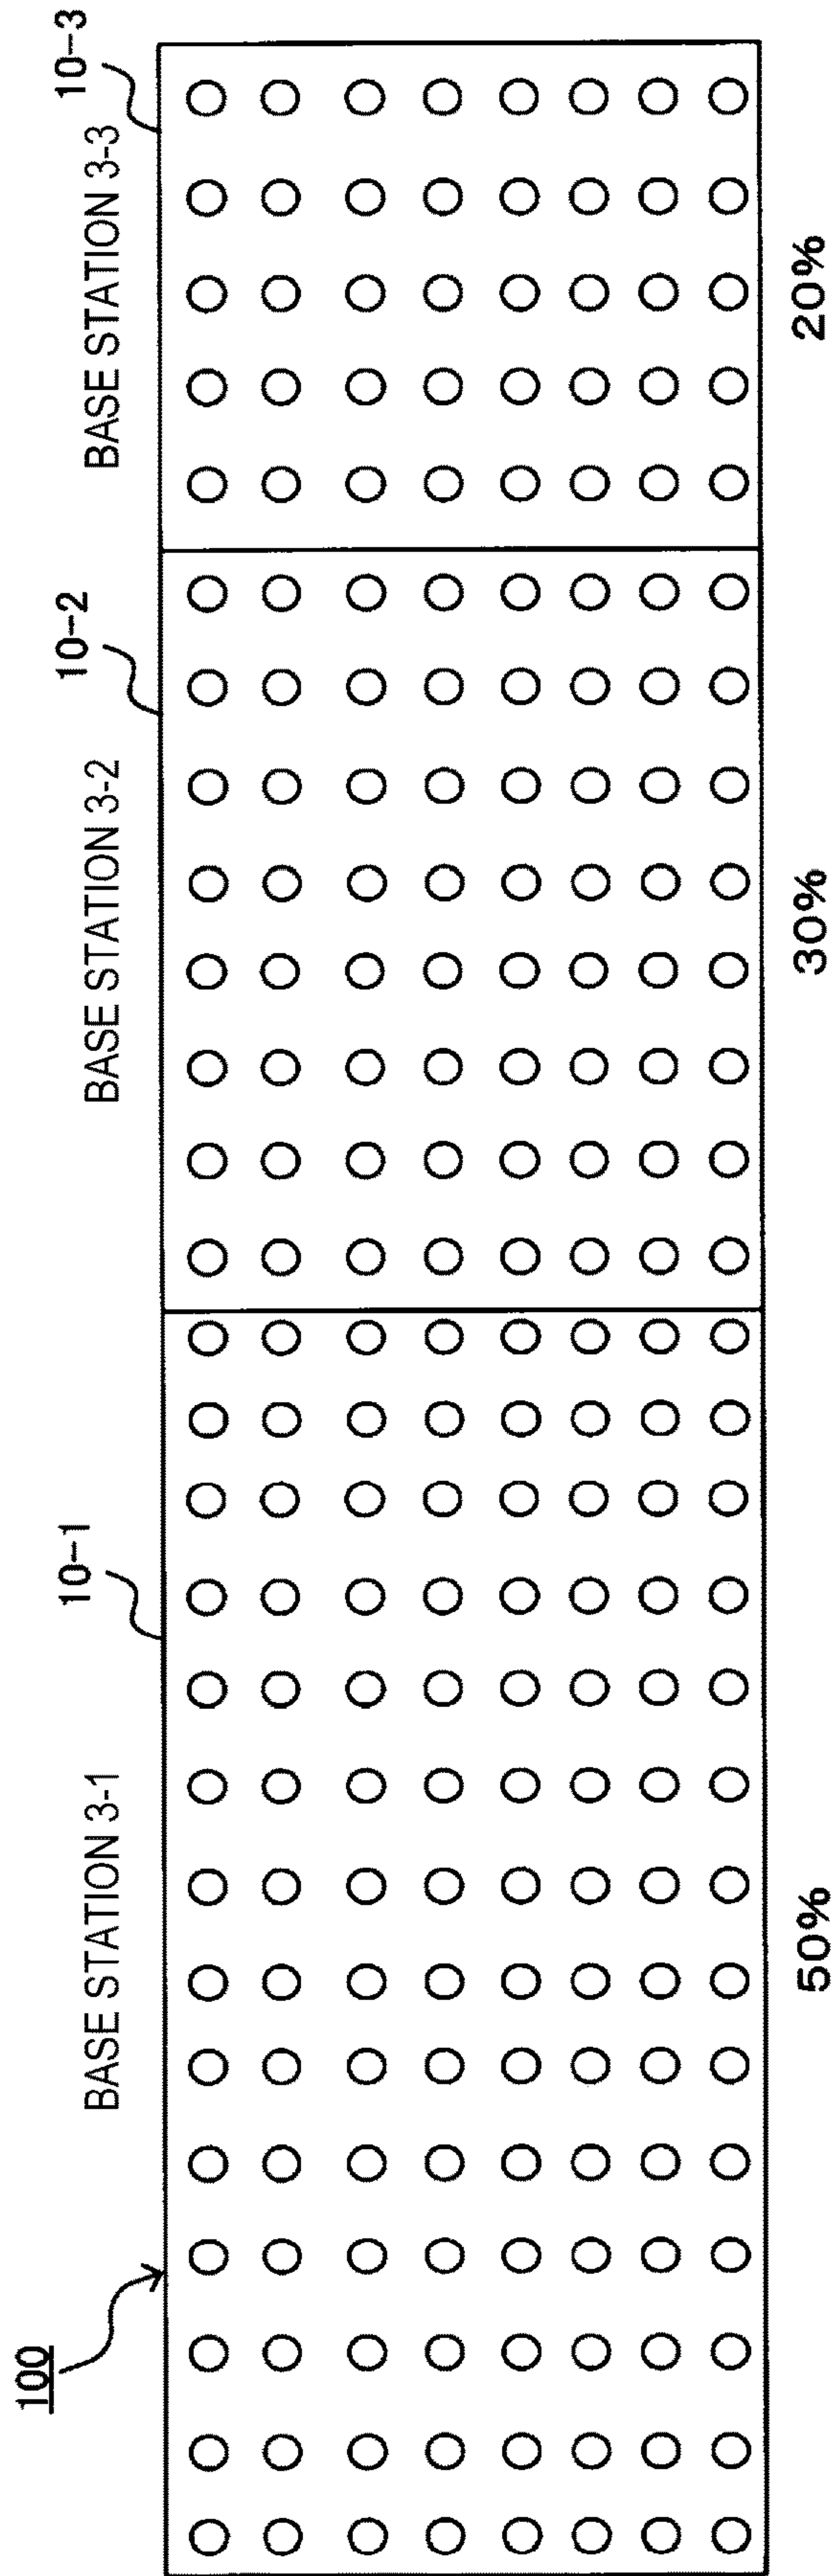 100
BASE STATION 3-1
10-1
BASE STATION 3-2
10-2
BASE STATION 3-3
10-3
50%
30%
20%